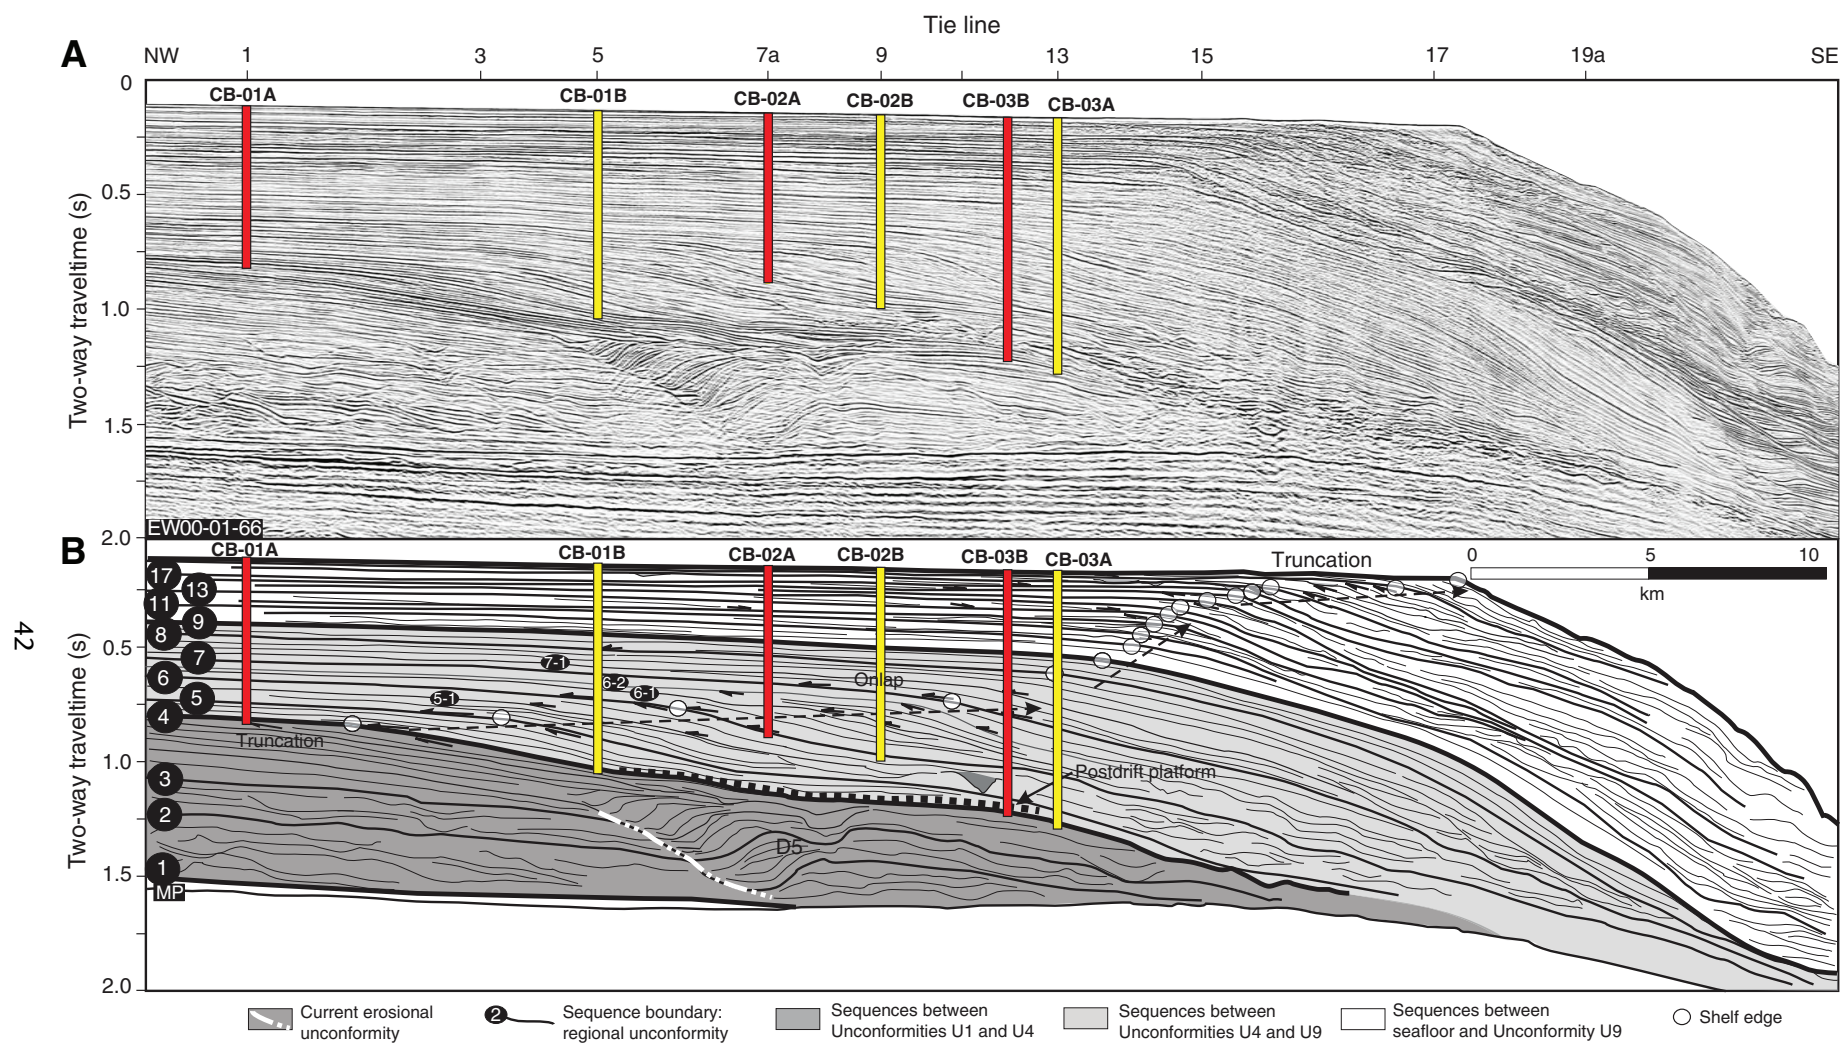 Tie line
A
NW 1 3 5 7a 9 13 15 17 19a SE
0
CB-01A CB-01B CB-02A CB-02B CB-03B CB-03A
0.5
Two-way traveltime (s)
1.0
1.5
EW00-01-66
2.0
B
CB-01A CB-01B CB-02A CB-02B CB-03B CB-03A Truncation 0 5 10
km
17
13
11
9
8
0.5
7
7-1
6
6-2
6-1
Onlap
5
5-1
4
Truncation
Two-way traveltime (s)
1.0
Postdrift platform
3
2
D5
1
1.5
MP
2.0
42
Current erosional
unconformity
2
Sequence boundary:
regional unconformity
Sequences between
Unconformities U1 and U4
Sequences between
Unconformities U4 and U9
Sequences between
seafloor and Unconformity U9
Shelf edge